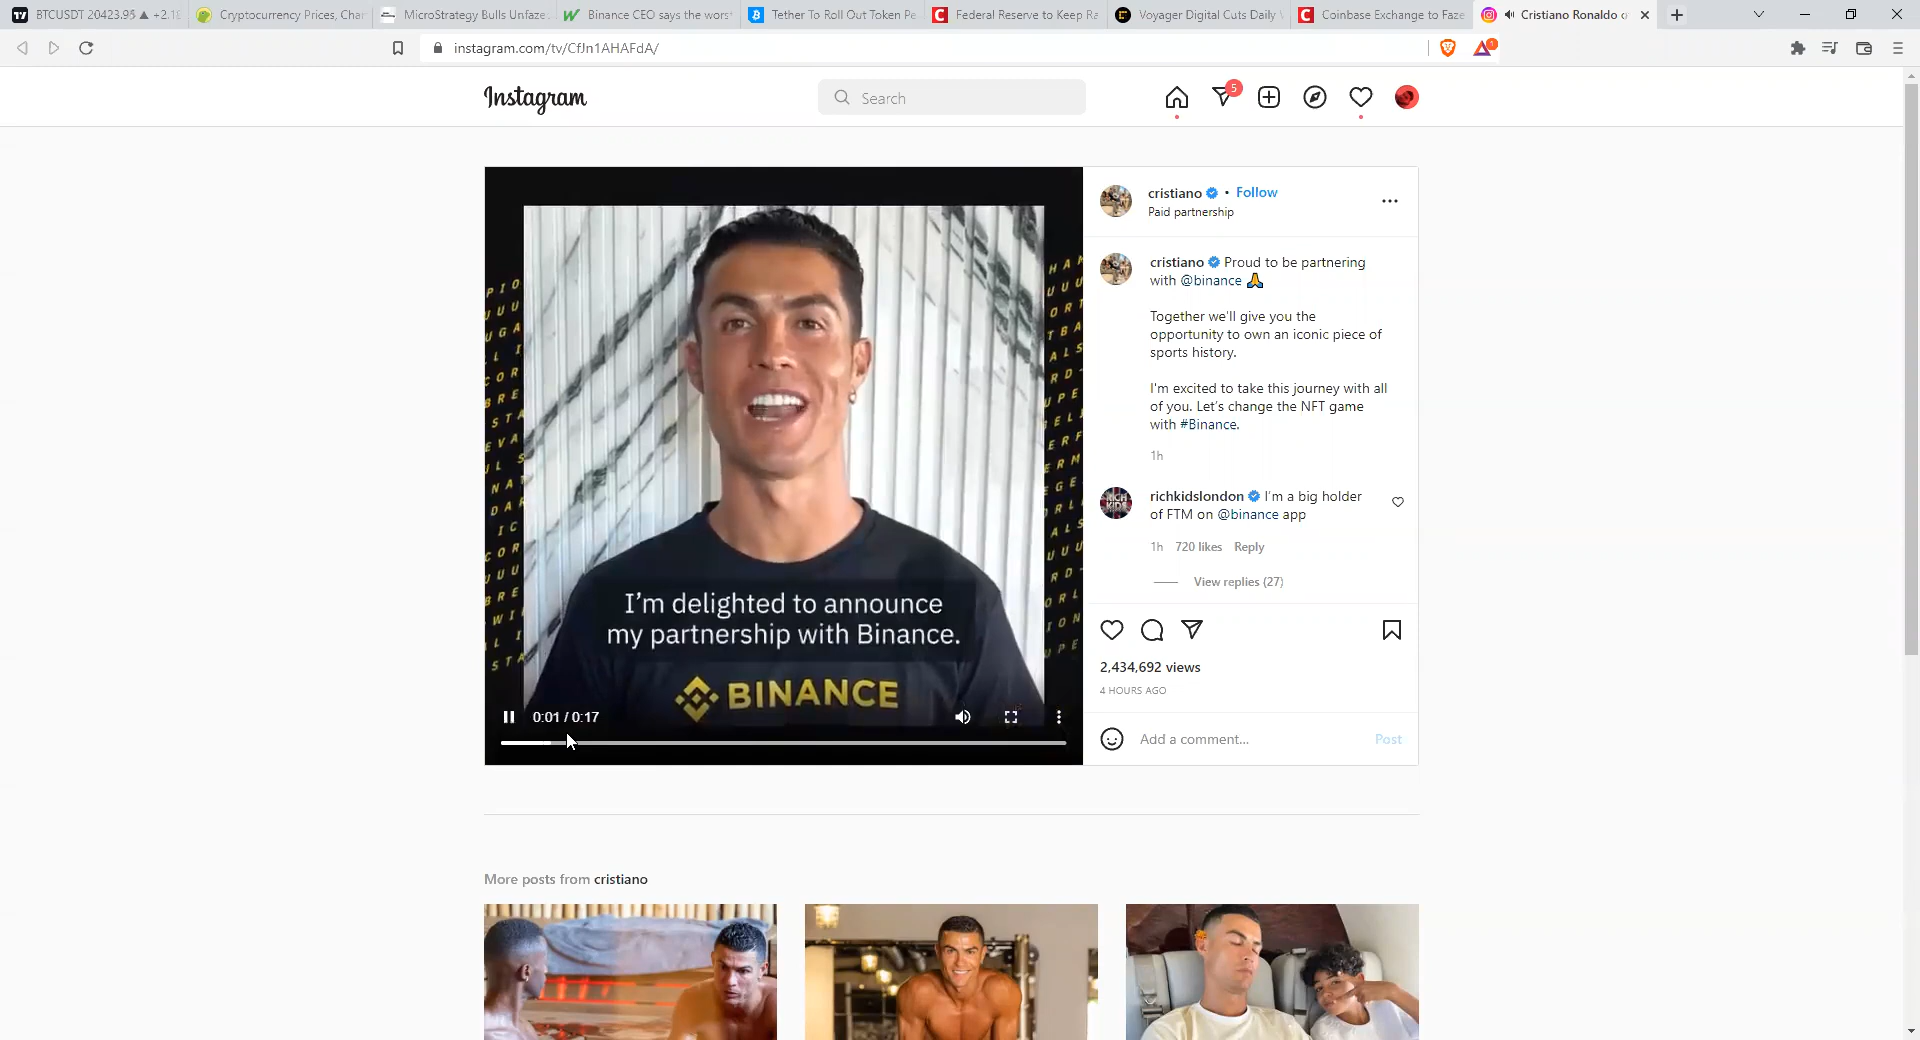 BTCUSDT 20423.95 ▲ +2.18
Cryptocurrency Prices, Char
MicroStrategy Bulls Unfaze
Binance CEO says the worst
Tether To Roll Out Token Pe
Federal Reserve to Keep Ra
Voyager Digital Cuts Daily
Coinbase Exchange to Faze
Cristiano Ronaldo o
instagram.com/tv/CfJn1AHAFdA/
1
Instagram
Search
5
cristiano • Follow
Paid partnership
cristiano Proud to be partnering
with @binance 🙏
Together we'll give you the
opportunity to own an iconic piece of
sports history.
I'm excited to take this journey with all
of you. Let's change the NFT game
with #Binance.
1h
richkidslondon I'm a big holder
of FTM on @binance app
1h 720 likes Reply
View replies (27)
I'm delighted to announce
my partnership with Binance.
BINANCE
0:01 / 0:17
2,434,692 views
4 HOURS AGO
Add a comment...
Post
More posts from cristiano